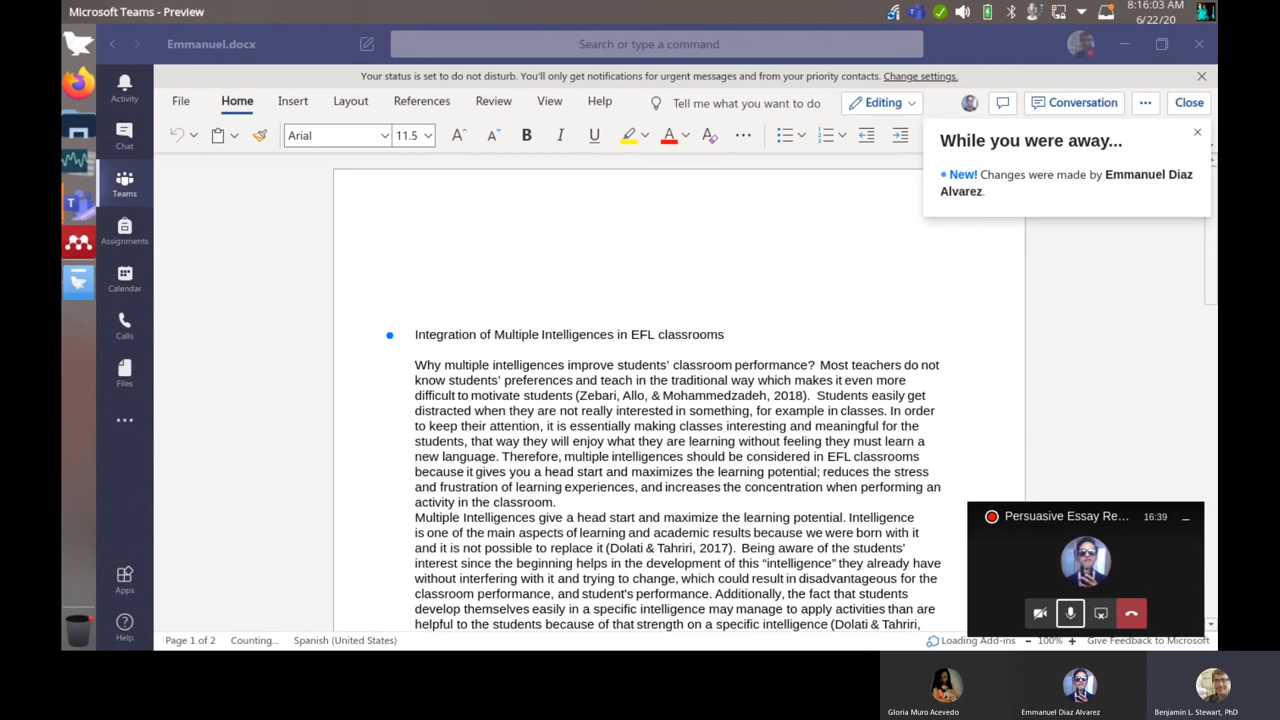 Microsoft Teams - Preview
8:16:03 AM
6/22/20
Emmanuel.docx
Search or type a command
Your status is set to do not disturb. You'll only get notifications for urgent messages and from your priority contacts. Change settings.
Activity
Chat
Teams
Assignments
Calendar
Calls
Files
Apps
Help
File Home Insert Layout References Review View Help Tell me what you want to do Editing Conversation Close
Arial 11.5 B I U A
While you were away...
New! Changes were made by Emmanuel Diaz
Alvarez.
Integration of Multiple Intelligences in EFL classrooms
Why multiple intelligences improve students' classroom performance? Most teachers do not
know students' preferences and teach in the traditional way which makes it even more
difficult to motivate students (Zebari, Allo, & Mohammedzadeh, 2018). Students easily get
distracted when they are not really interested in something, for example in classes. In order
to keep their attention, it is essentially making classes interesting and meaningful for the
students, that way they will enjoy what they are learning without feeling they must learn a
new language. Therefore, multiple intelligences should be considered in EFL classrooms
because it gives you a head start and maximizes the learning potential; reduces the stress
and frustration of learning experiences, and increases the concentration when performing an
activity in the classroom.
Multiple Intelligences give a head start and maximize the learning potential. Intelligence
is one of the main aspects of learning and academic results because we were born with it
and it is not possible to replace it (Dolati & Tahriri, 2017). Being aware of the students'
interest since the beginning helps in the development of this "intelligence" they already have
without interfering with it and trying to change, which could result in disadvantageous for the
classroom performance, and student's performance. Additionally, the fact that students
develop themselves easily in a specific intelligence may manage to apply activities than are
helpful to the students because of that strength on a specific intelligence (Dolati & Tahriri,
Persuasive Essay Re... 16:39
Page 1 of 2 Counting... Spanish (United States) Loading Add-ins 100% Give Feedback to Microsoft
Gloria Muro Acevedo
Emmanuel Diaz Alvarez
Benjamin L. Stewart, PhD